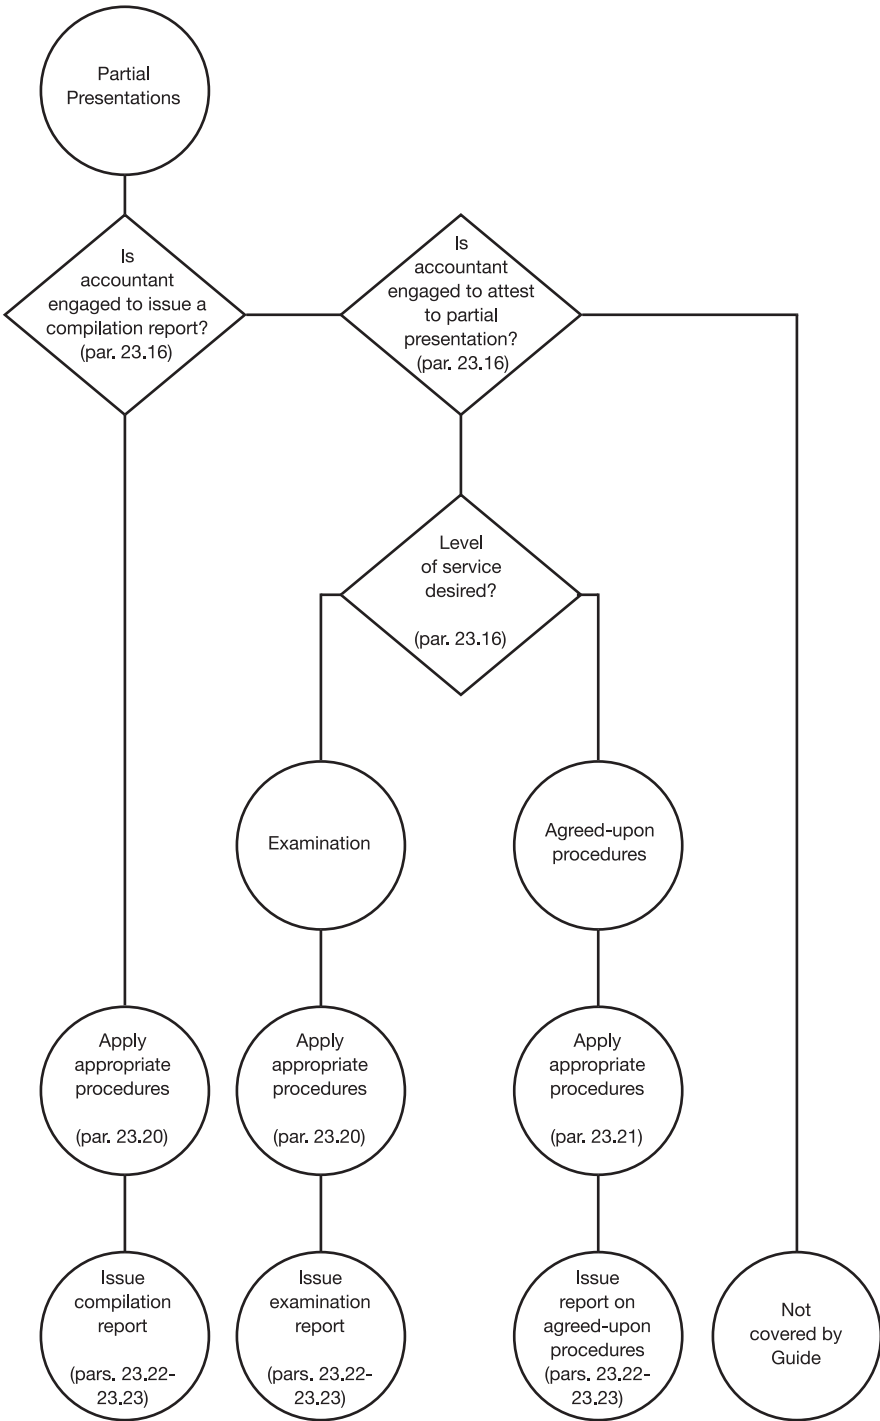 Partial
Presentations
Is
accountant
engaged to issue a
compilation report?
(par. 23.16)
Is
accountant
engaged to attest
to partial
presentation?
(par. 23.16)
Level
of service
desired?
(par. 23.16)
Examination
Agreed-upon
procedures
Apply
appropriate
procedures
(par. 23.20)
Apply
appropriate
procedures
(par. 23.20)
Apply
appropriate
procedures
(par. 23.21)
Issue
compilation
report
(pars. 23.22-
23.23)
Issue
examination
report
(pars. 23.22-
23.23)
Issue
report on
agreed-upon
procedures
(pars. 23.22-
23.23)
Not
covered by
Guide